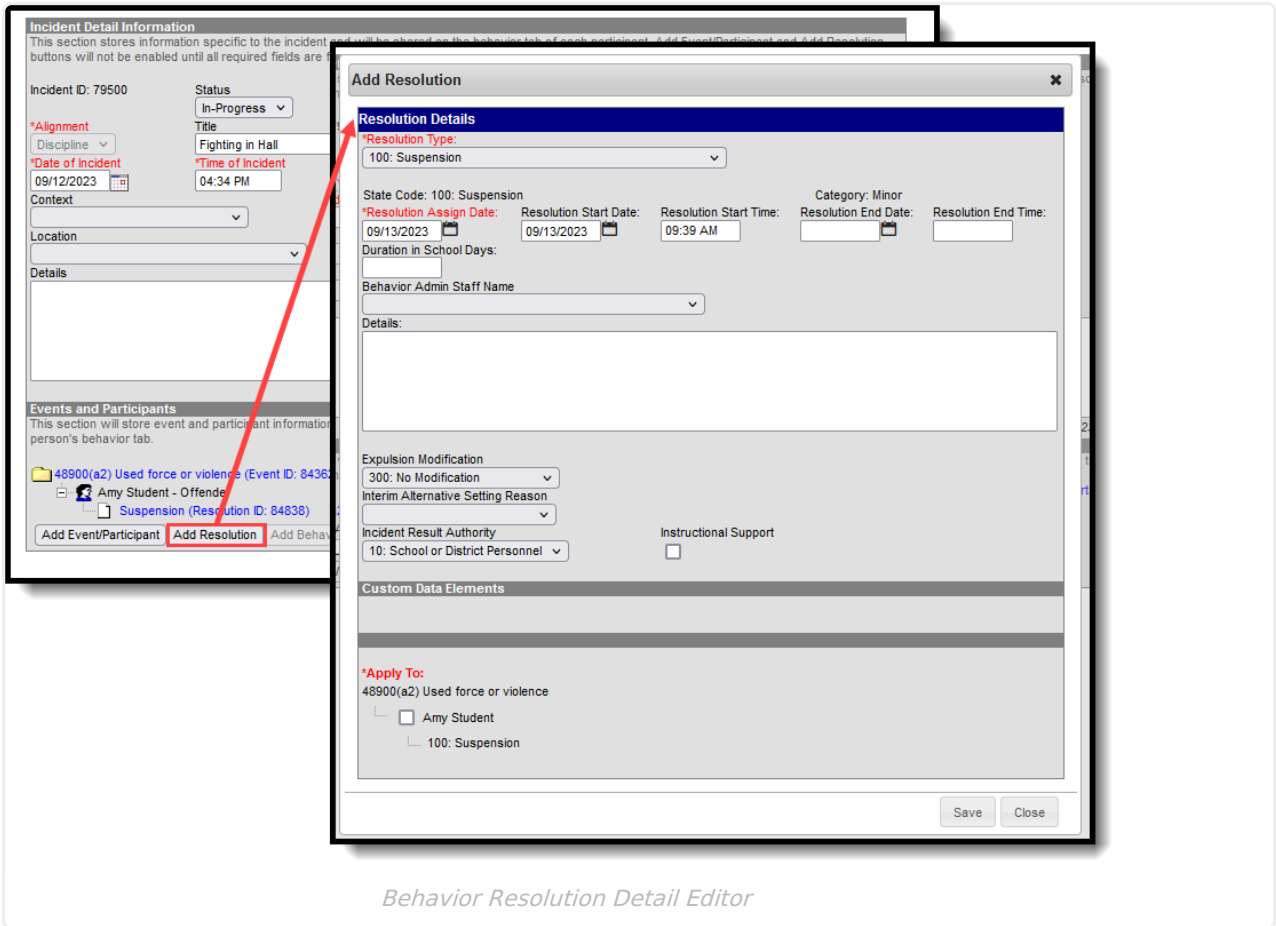 Incident Detail Information
This section stores information specific to the incident and will be shared on the behavior tab of each participant. Add Event/Participant and Add Resolution
buttons will not be enabled until all required fields are
Incident ID: 79500
Status
In-Progress
*Alignment
Title
Discipline
Fighting in Hall
*Date of Incident
*Time of Incident
09/12/2023
04:34 PM
Context
Location
Details
Events and Participants
This section will store event and participant information
person's behavior tab.
48900(a2) Used force or violence (Event ID: 8436
Amy Student - Offende
Suspension (Resolution ID: 84838)
Add Event/Participant
Add Resolution
Add Behav
Add Resolution
Resolution Details
*Resolution Type:
100: Suspension
State Code: 100: Suspension
Category: Minor
*Resolution Assign Date:
Resolution Start Date:
Resolution Start Time:
Resolution End Date:
Resolution End Time:
09/13/2023
09/13/2023
09:39 AM
Duration in School Days:
Behavior Admin Staff Name
Details:
Expulsion Modification
300: No Modification
Interim Alternative Setting Reason
Incident Result Authority
Instructional Support
10: School or District Personnel
Custom Data Elements
*Apply To:
48900(a2) Used force or violence
Amy Student
100: Suspension
Save
Close
Behavior Resolution Detail Editor